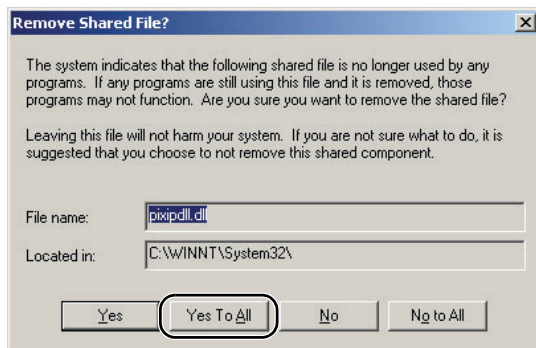 Remove Shared File?
The system indicates that the following shared file is no longer used by any
programs. If any programs are still using this file and it is removed, those
programs may not function. Are you sure you want to remove the shared file?
Leaving this file will not harm your system. If you are not sure what to do, it is
suggested that you choose to not remove this shared component.
File name: pixipdll.dll
Located in: C:\WINNT\System32\
Yes Yes To All No No to All